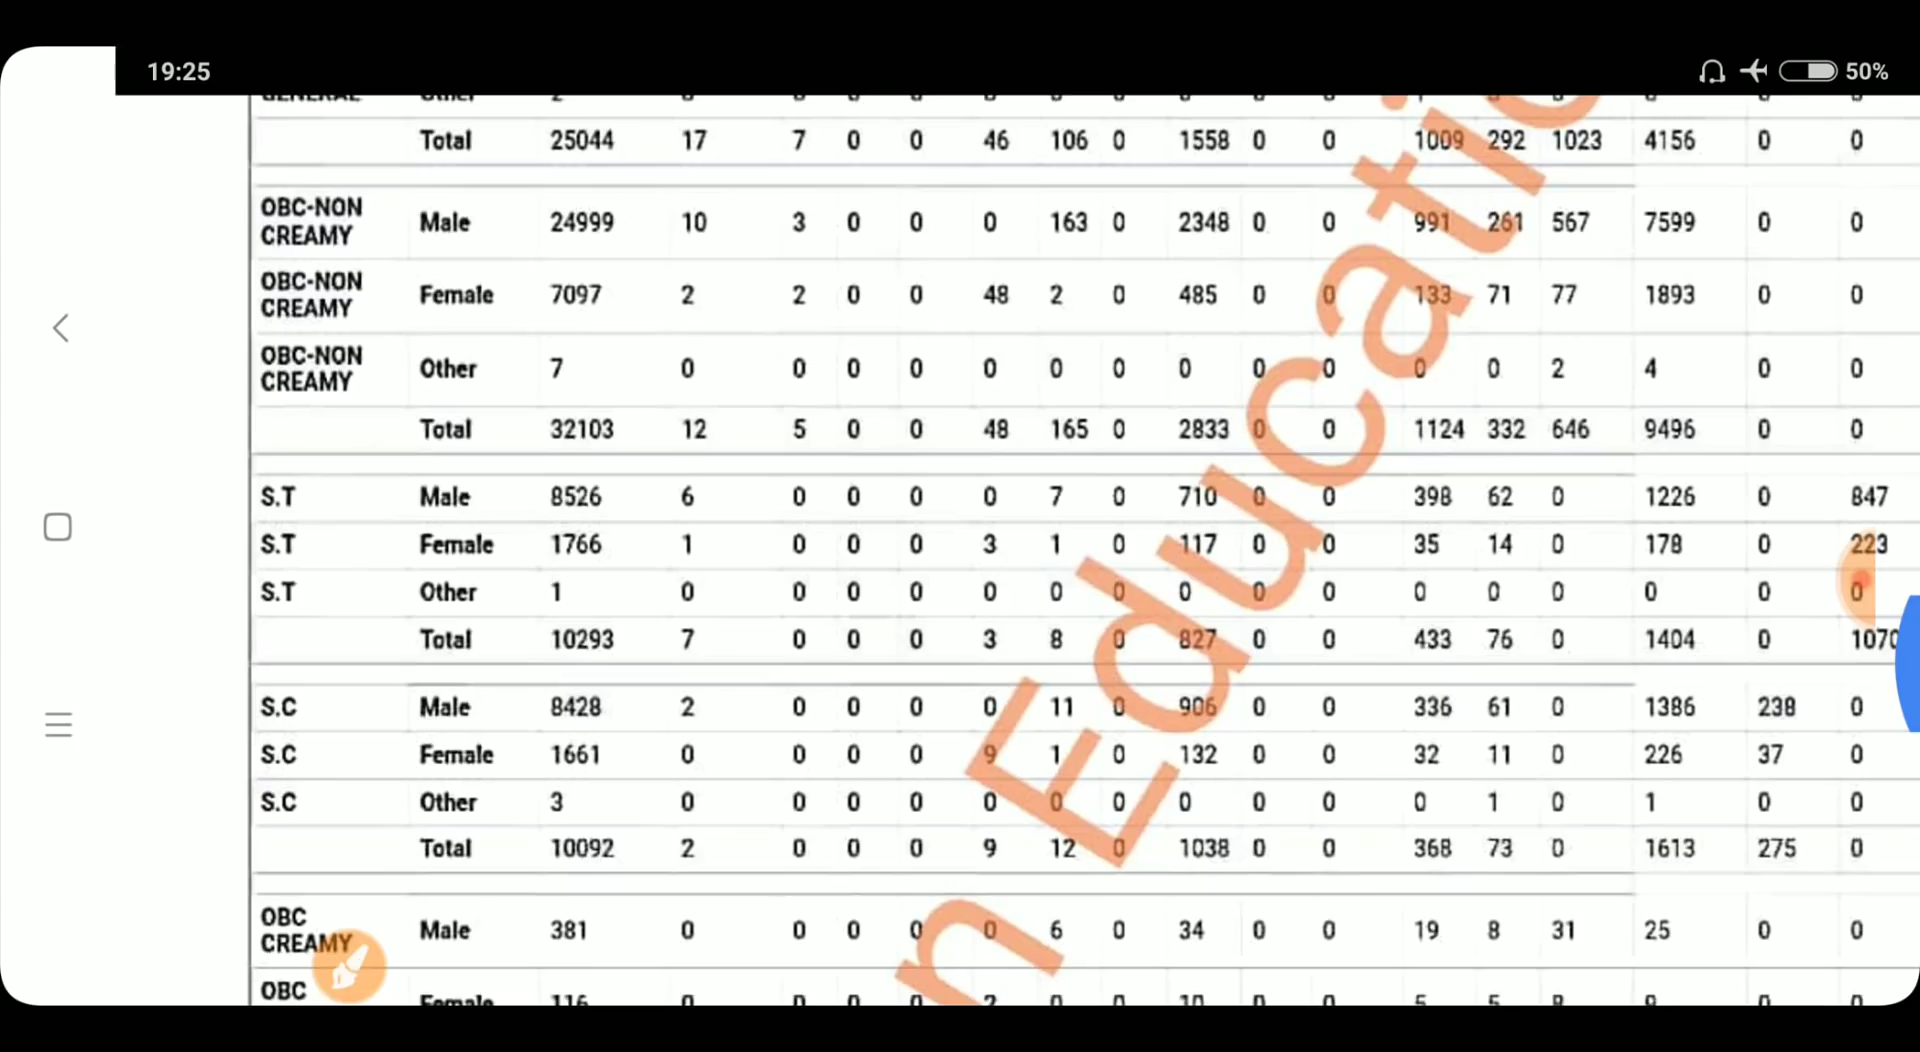 19:25 50%
Total 25044 17 7 0 0 46 106 0 1558 0 0 1009 292 1023 4156 0 0
OBC-NON CREAMY Male 24999 10 3 0 0 0 163 0 2348 0 0 991 261 567 7599 0 0
OBC-NON CREAMY Female 7097 2 2 0 0 48 2 0 485 0 0 133 71 77 1893 0 0
OBC-NON CREAMY Other 7 0 0 0 0 0 0 0 0 0 0 0 0 2 4 0 0
Total 32103 12 5 0 0 48 165 0 2833 0 0 1124 332 646 9496 0 0
S.T Male 8526 6 0 0 0 0 7 0 710 0 0 398 62 0 1226 0 847
S.T Female 1766 1 0 0 0 3 1 0 117 0 0 35 14 0 178 0 223
S.T Other 1 0 0 0 0 0 0 0 0 0 0 0 0 0 0 0 0
Total 10293 7 0 0 0 3 8 0 827 0 0 433 76 0 1404 0 1070
S.C Male 8428 2 0 0 0 0 11 0 906 0 0 336 61 0 1386 238 0
S.C Female 1661 0 0 0 0 9 1 0 132 0 0 32 11 0 226 37 0
S.C Other 3 0 0 0 0 0 0 0 0 0 0 0 1 0 1 0 0
Total 10092 2 0 0 0 9 12 0 1038 0 0 368 73 0 1613 275 0
OBC CREAMY Male 381 0 0 0 0 0 6 0 34 0 0 19 8 31 25 0 0
OBC Female 116
n Educatio